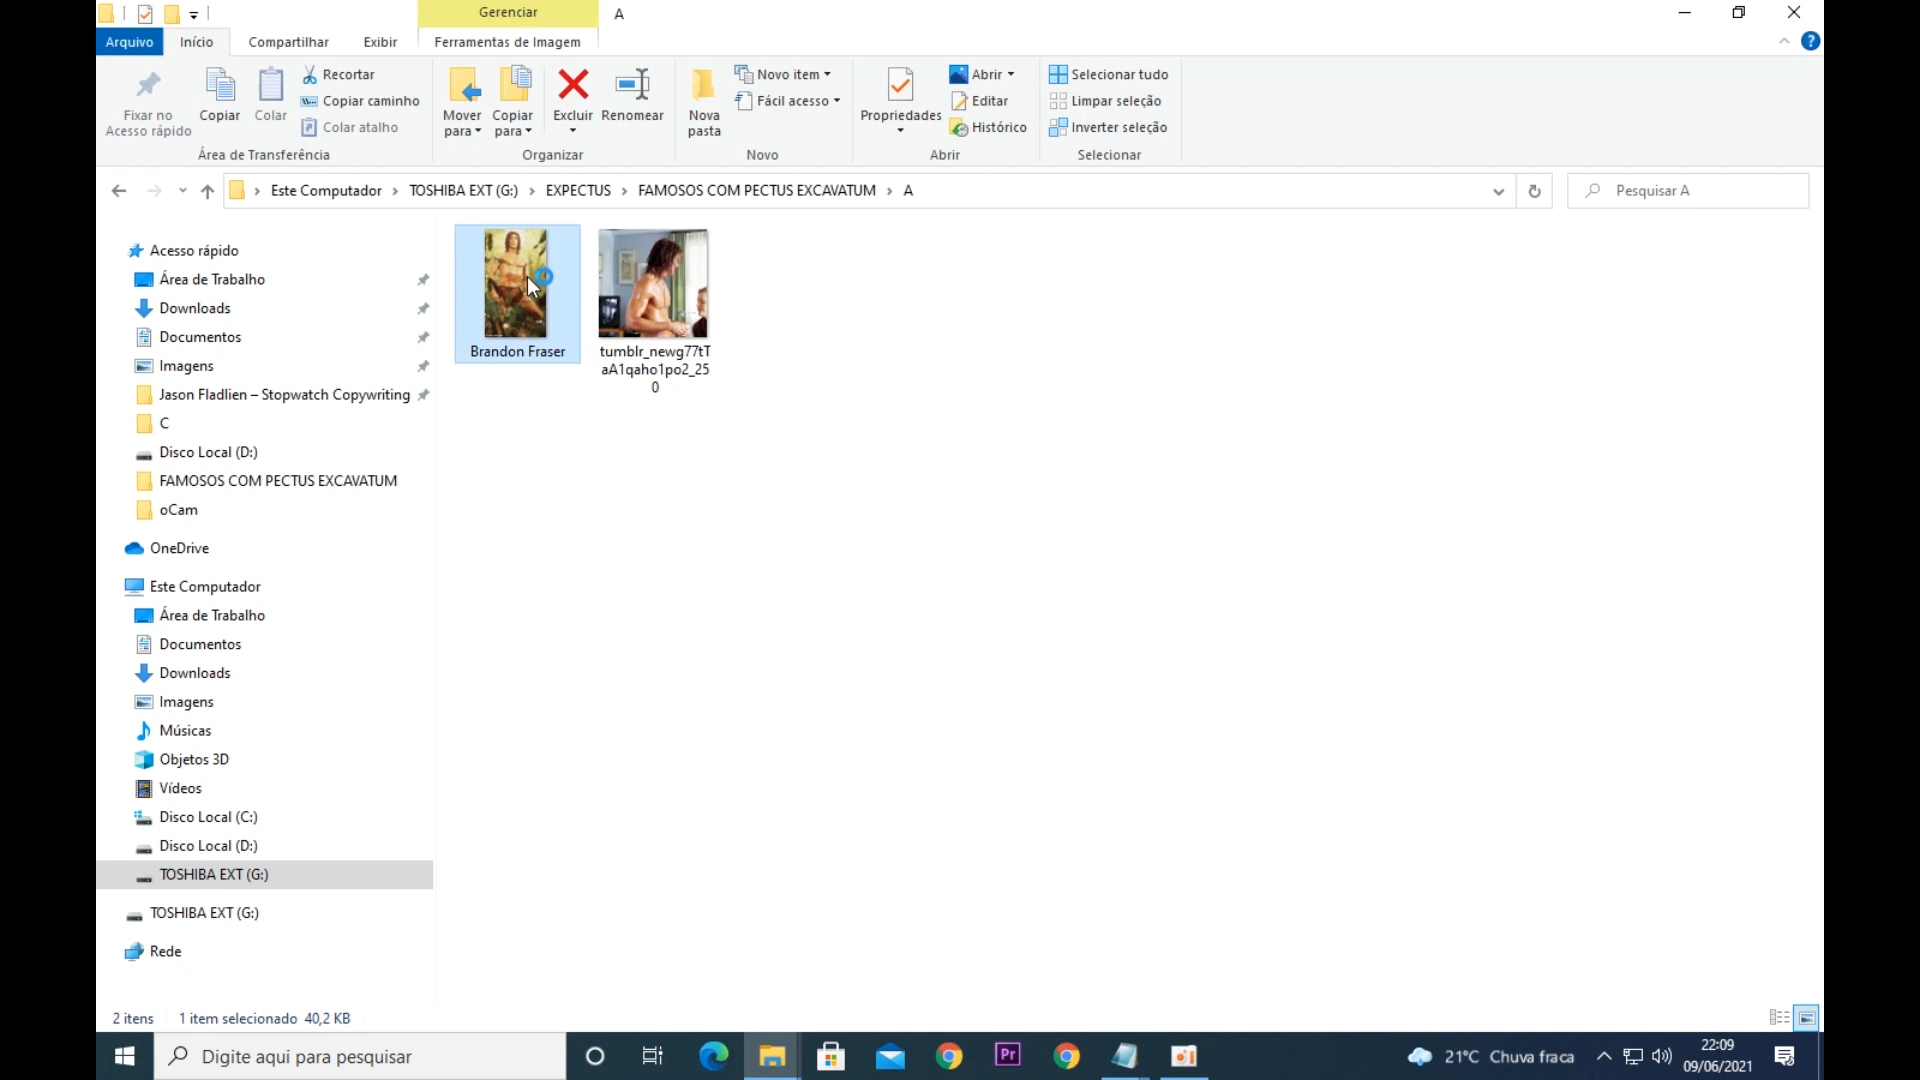 Gerenciar
A
Arquivo
Início
Compartilhar
Exibir
Ferramentas de Imagem
Fixar no
Acesso rápido
Copiar
Colar
Recortar
Copiar caminho
Colar atalho
Área de Transferência
Mover
para
Copiar
para
Excluir
Renomear
Organizar
Nova
pasta
Novo item
Fácil acesso
Novo
Propriedades
Abrir
Editar
Histórico
Abrir
Selecionar tudo
Limpar seleção
Inverter seleção
Selecionar
Este Computador > TOSHIBA EXT (G:) > EXPECTUS > FAMOSOS COM PECTUS EXCAVATUM > A
Pesquisar A
Acesso rápido
Área de Trabalho
Downloads
Documentos
Imagens
Jason Fladlien – Stopwatch Copywriting
C
Disco Local (D:)
FAMOSOS COM PECTUS EXCAVATUM
oCam
OneDrive
Este Computador
Área de Trabalho
Documentos
Downloads
Imagens
Músicas
Objetos 3D
Vídeos
Disco Local (C:)
Disco Local (D:)
TOSHIBA EXT (G:)
TOSHIBA EXT (G:)
Rede
Brandon Fraser
tumblr_newg77tT
aA1qaho1po2_25
0
2 itens
1 item selecionado 40,2 KB
Digite aqui para pesquisar
Pr
21°C Chuva fraca
22:09
09/06/2021